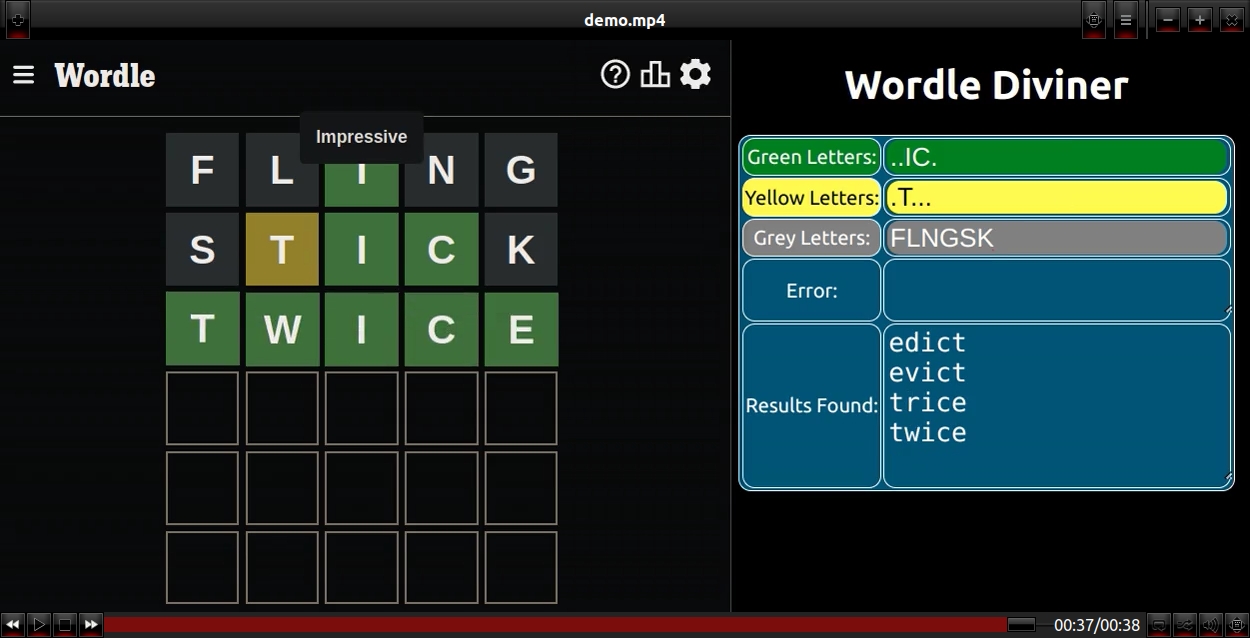 demo.mp4
Wordle
Impressive
F L I N G
S T I C K
T W I C E
Wordle Diviner
Green Letters: ..IC.
Yellow Letters: .T...
Grey Letters: FLNGSK
Error:
Results Found:
edict
evict
trice
twice
00:37/00:38